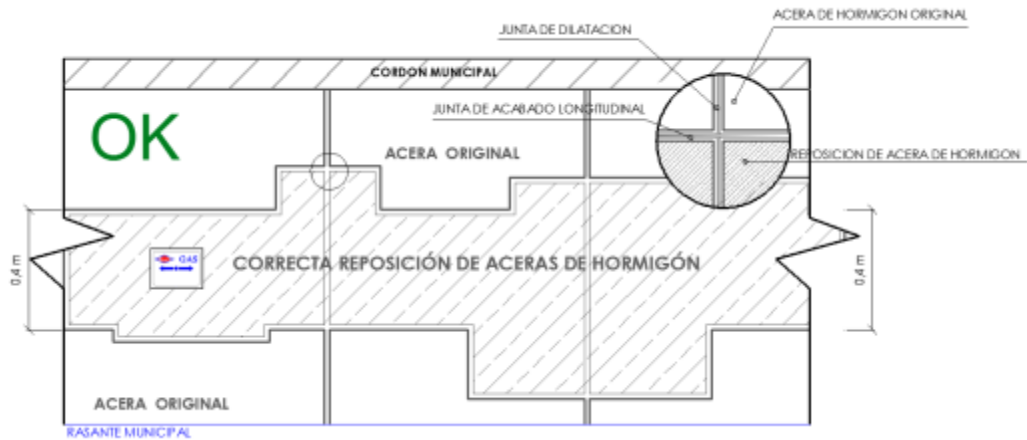 ACERA DE HORMIGON ORIGINAL
JUNTA DE DILATACION
CORDON MUNICIPAL
JUNTA DE ACABADO LONGITUDINAL
OK
ACERA ORIGINAL
REPOSICION DE ACERA DE HORMIGON
GAS
CORRECTA REPOSICIÓN DE ACERAS DE HORMIGÓN
0,4 m
0,4 m
ACERA ORIGINAL
RASANTE MUNICIPAL